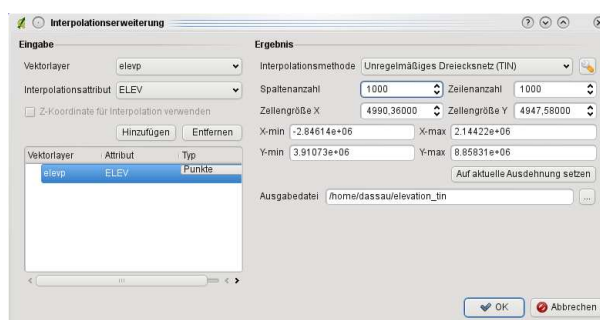 Interpolationserweiterung
Eingabe
Vektorlayer elevp
Interpolationsattribut ELEV
Z-Koordinate für Interpolation verwenden
Hinzufügen Entfernen
Vektorlayer Attribut Typ
elevp ELEV Punkte
Ergebnis
Interpolationsmethode Unregelmäßiges Dreiecksnetz (TIN)
Spaltenanzahl 1000 Zeilenanzahl 1000
Zellengröße X 4990,36000 Zellengröße Y 4947,58000
X-min -2.84614e+06 X-max 2.14422e+06
Y-min 3.91073e+06 Y-max 8.85831e+06
Auf aktuelle Ausdehnung setzen
Ausgabedatei /home/dassau/elevation_tin ...
OK Abbrechen